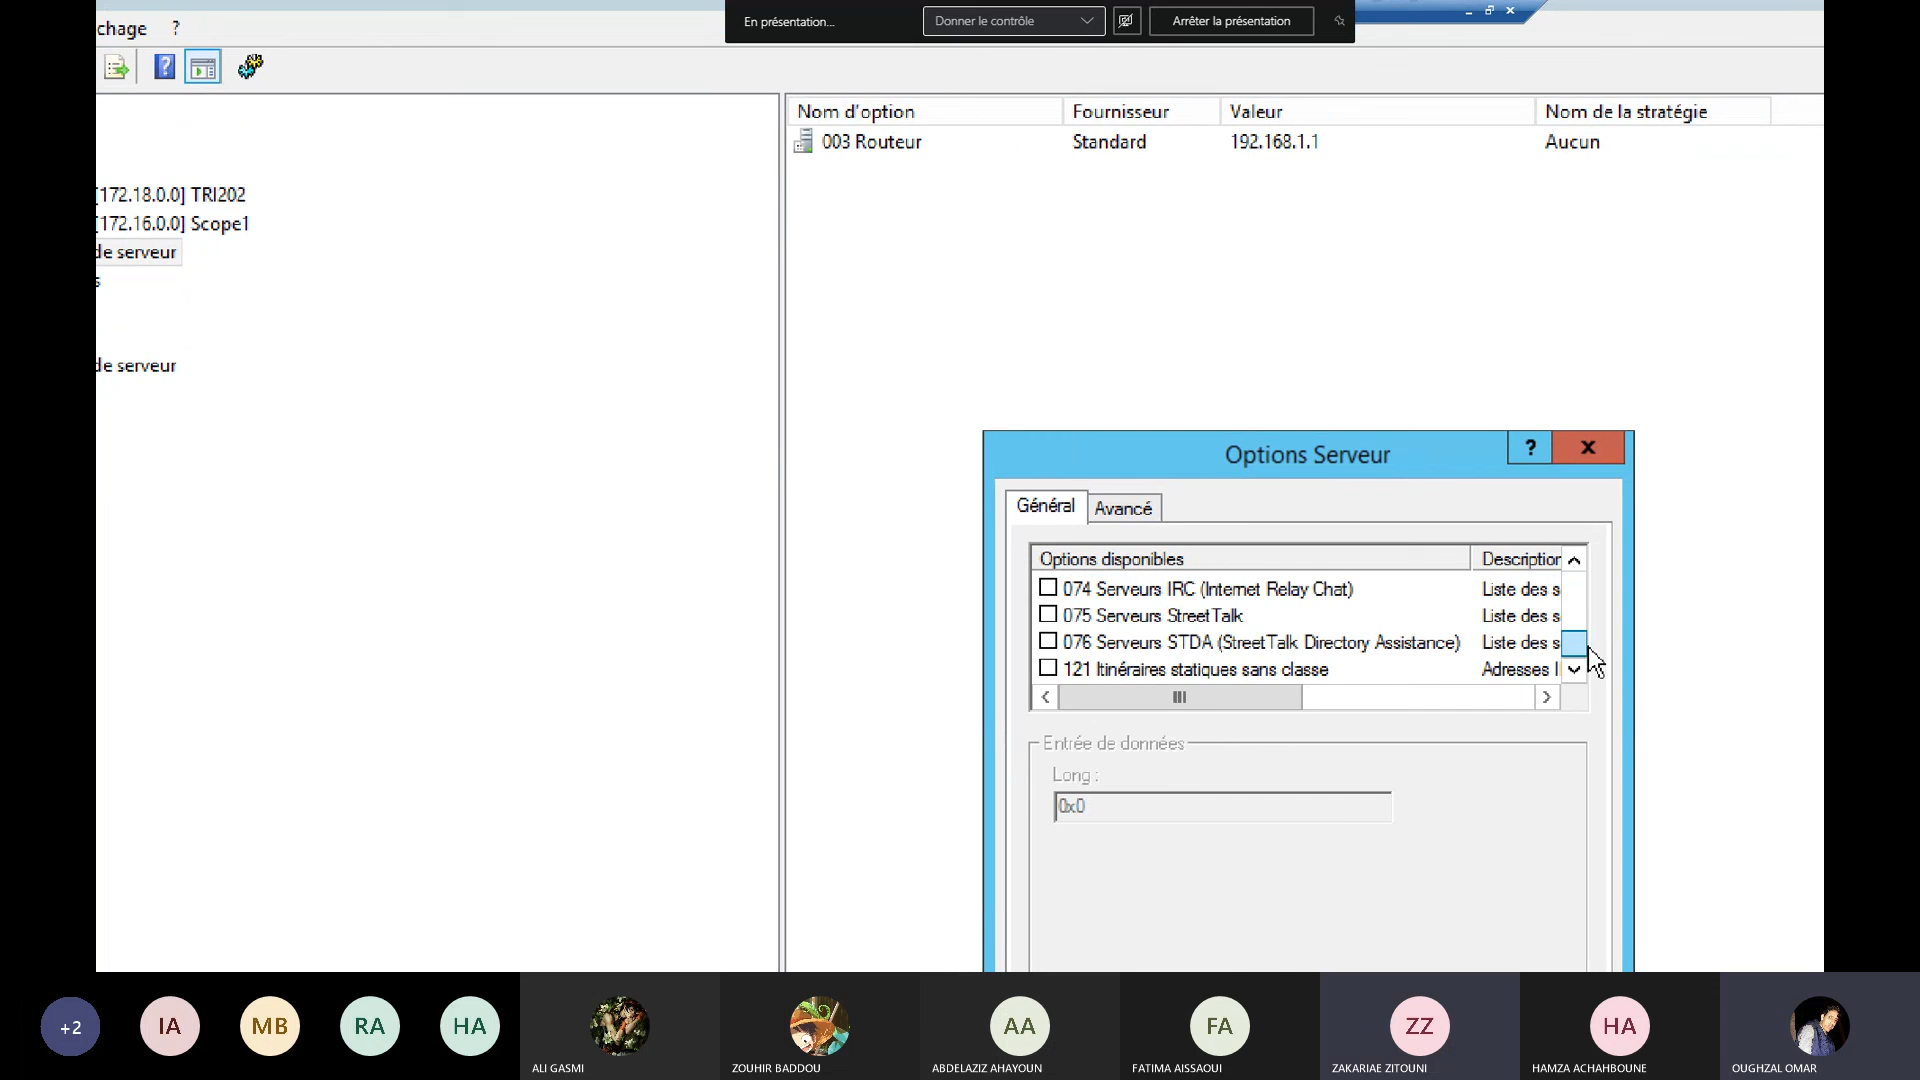 En présentation...
Donner le contrôle
Arrêter la présentation
chage ?
Nom d'option Fournisseur Valeur Nom de la stratégie
003 Routeur Standard 192.168.1.1 Aucun
[172.18.0.0] TRI202
[172.16.0.0] Scope1
de serveur
s
de serveur
Options Serveur
? x
Général Avancé
Options disponibles Description
074 Serveurs IRC (Internet Relay Chat) Liste des s
075 Serveurs StreetTalk Liste des s
076 Serveurs STDA (StreetTalk Directory Assistance) Liste des s
121 Itinéraires statiques sans classe Adresses I
Entrée de données
Long :
0x0
+2 IA MB RA HA AA FA ZZ HA
ALI GASMI ZOUHIR BADDOU ABDELAZIZ AHAYOUN FATIMA AISSAOUI ZAKARIAE ZITOUNI HAMZA ACHAHBOUNE OUGHZAL OMAR